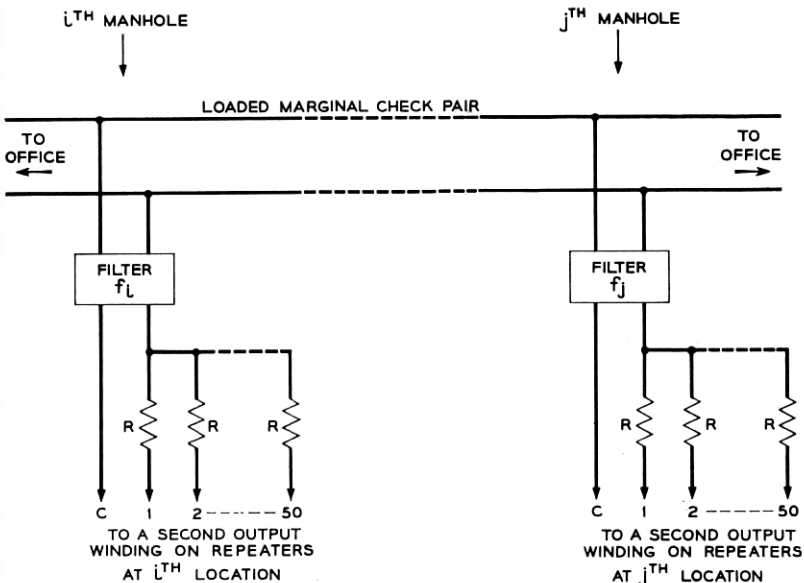 iTH MANHOLE
jTH MANHOLE
LOADED MARGINAL CHECK PAIR
TO
OFFICE
TO
OFFICE
FILTER
fi
FILTER
fj
R
R
R
R
R
R
C 1 2 ----- 50
C 1 2 ----- 50
TO A SECOND OUTPUT
WINDING ON REPEATERS
AT iTH LOCATION
TO A SECOND OUTPUT
WINDING ON REPEATERS
AT jTH LOCATION